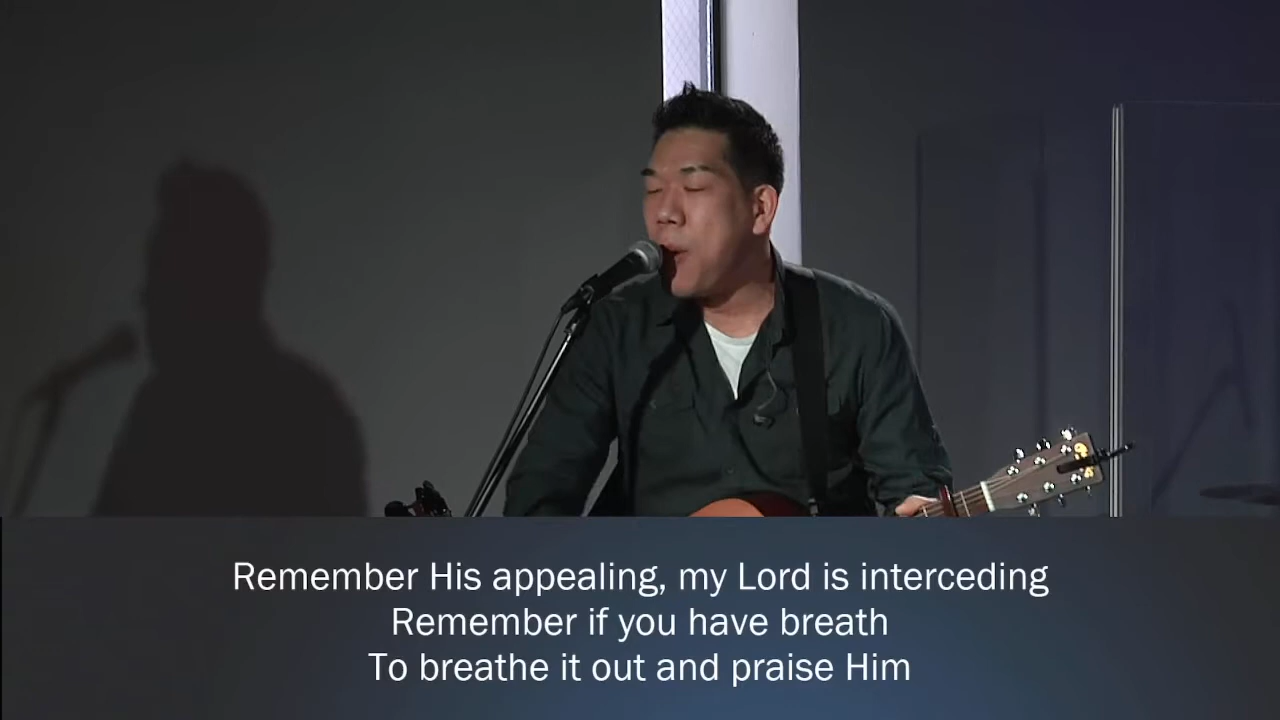 Remember His appealing, my Lord is interceding
Remember if you have breath
To breathe it out and praise Him